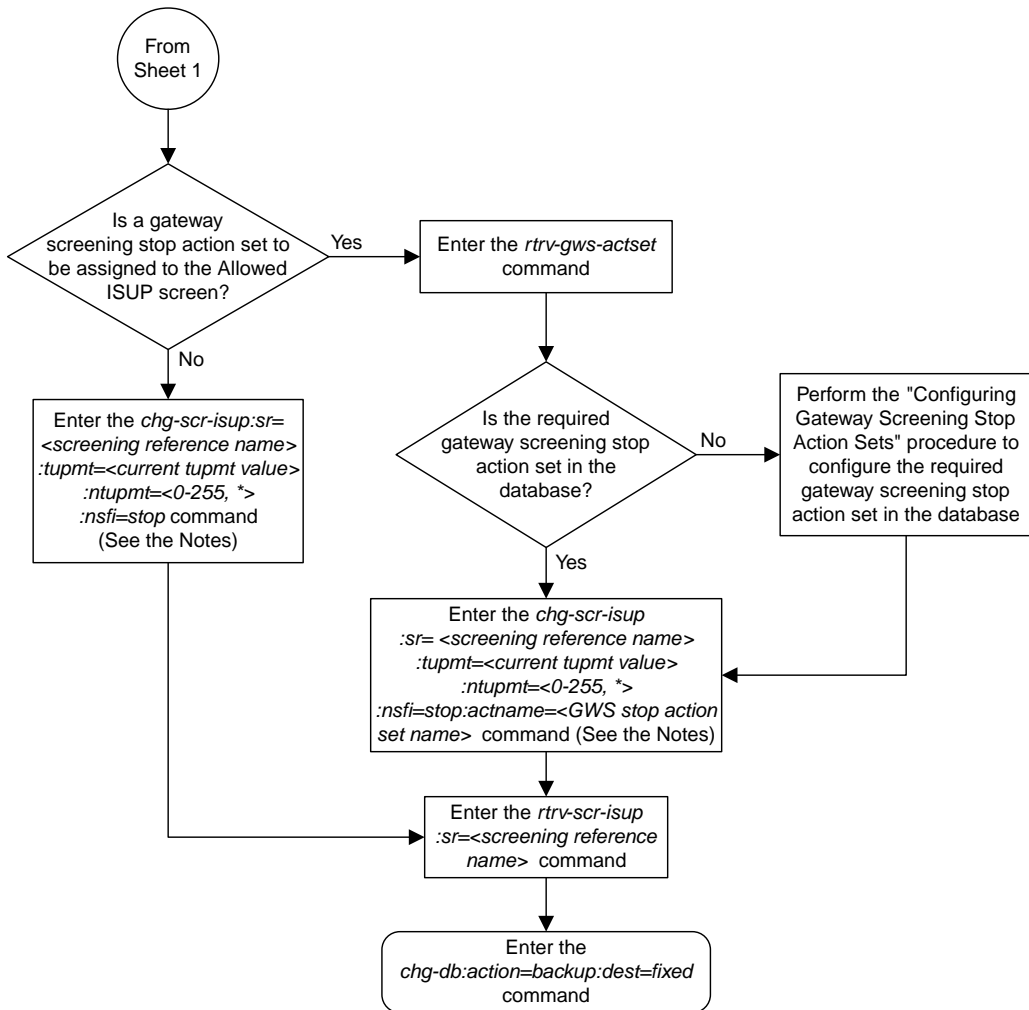 From
Sheet 1
Is a gateway
screening stop action set to
be assigned to the Allowed
ISUP screen?
Yes
Enter the rtrv-gws-actset
command
No
Enter the chg-scr-isup:sr=
<screening reference name>
:tupmt=<current tupmt value>
:ntupmt=<0-255, *>
:nsfi=stop command
(See the Notes)
Is the required
gateway screening stop
action set in the
database?
No
Perform the "Configuring
Gateway Screening Stop
Action Sets" procedure to
configure the required
gateway screening stop
action set in the database
Yes
Enter the chg-scr-isup
:sr= <screening reference name>
:tupmt=<current tupmt value>
:ntupmt=<0-255, *>
:nsfi=stop:actname=<GWS stop action
set name> command (See the Notes)
Enter the rtrv-scr-isup
:sr=<screening reference
name> command
Enter the
chg-db:action=backup:dest=fixed
command